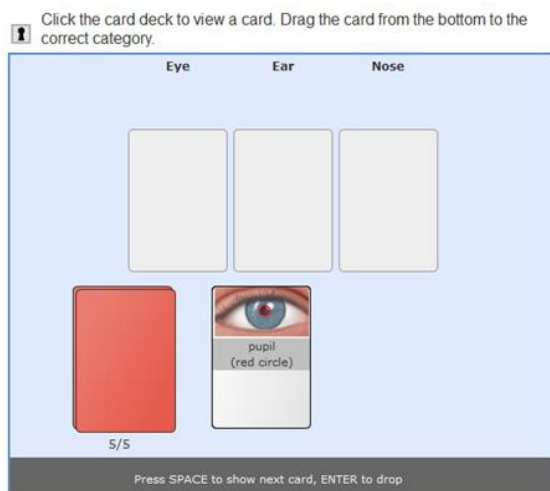 Click the card deck to view a card. Drag the card from the bottom to the
correct category.
Eye Ear Nose
pupil
(red circle)
5/5
Press SPACE to show next card, ENTER to drop